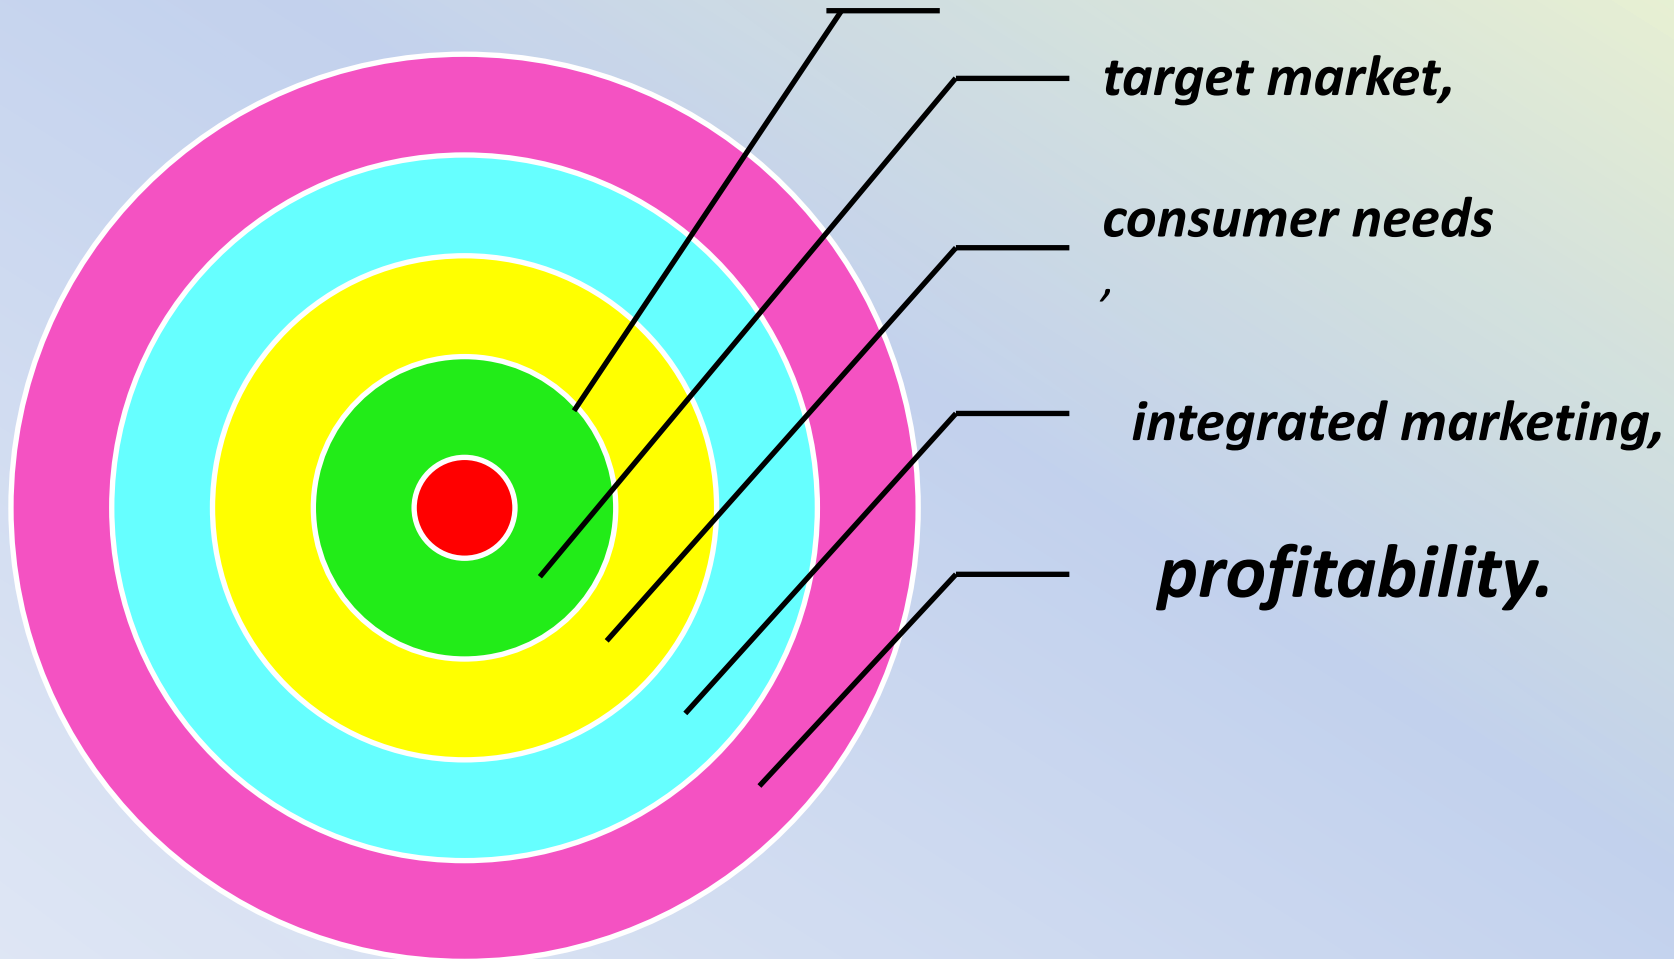 target market,
consumer needs
,
integrated marketing,
profitability.